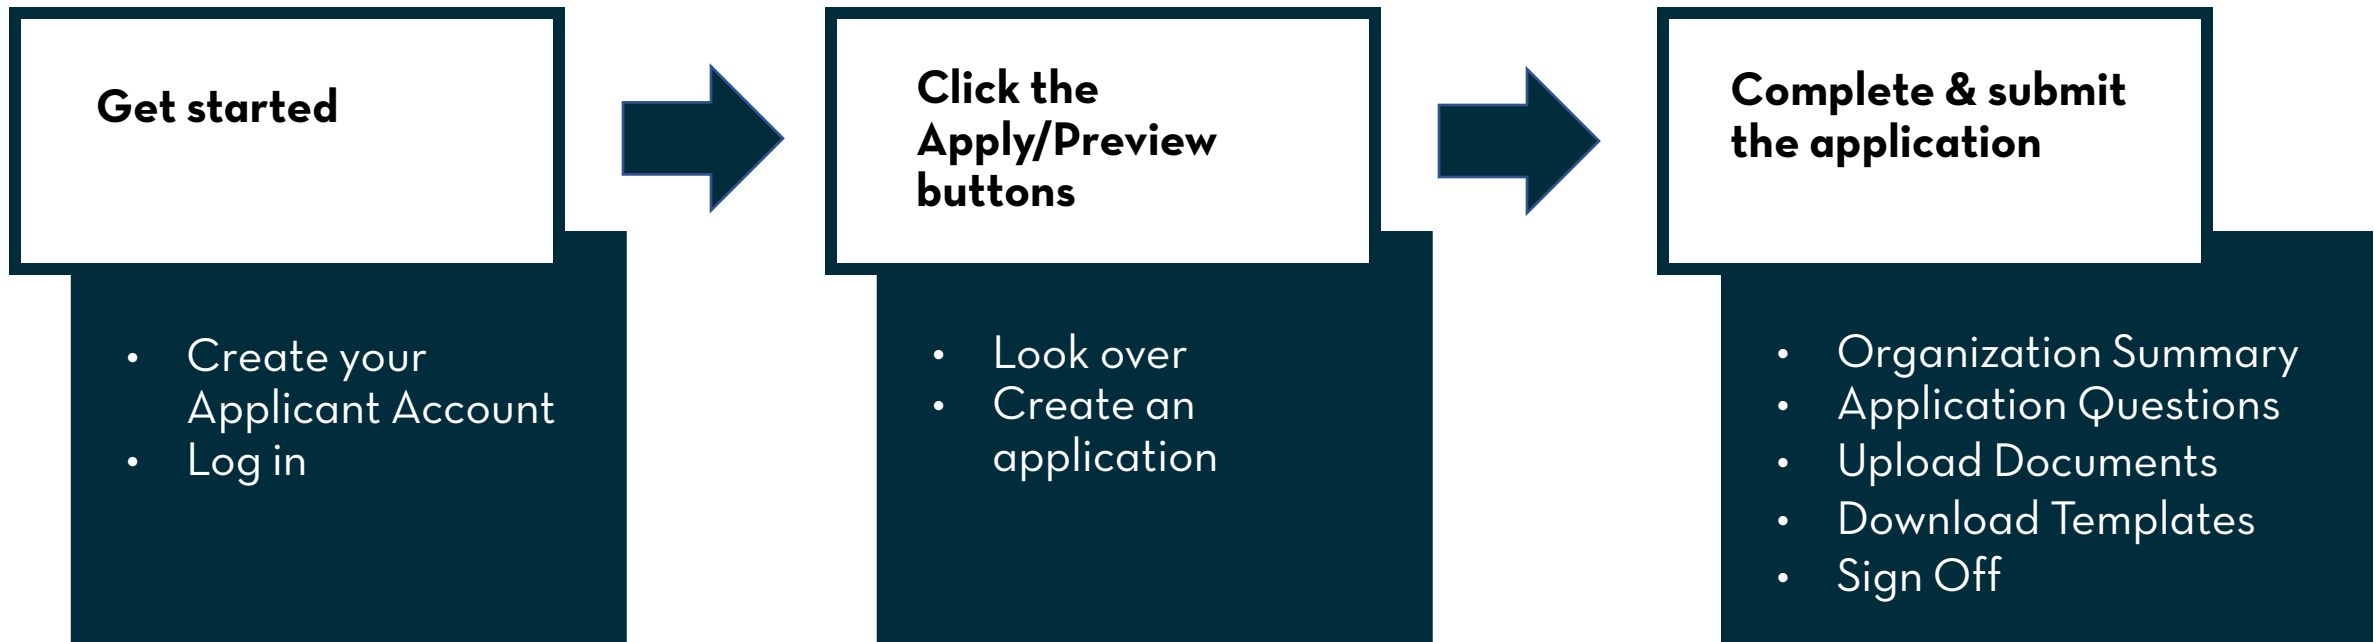 Get started
• Create your
Applicant Account
• Log in
Click the
Apply/Preview
buttons
• Look over
• Create an
application
Complete & submit
the application
• Organization Summary
• Application Questions
• Upload Documents
• Download Templates
• Sign Off